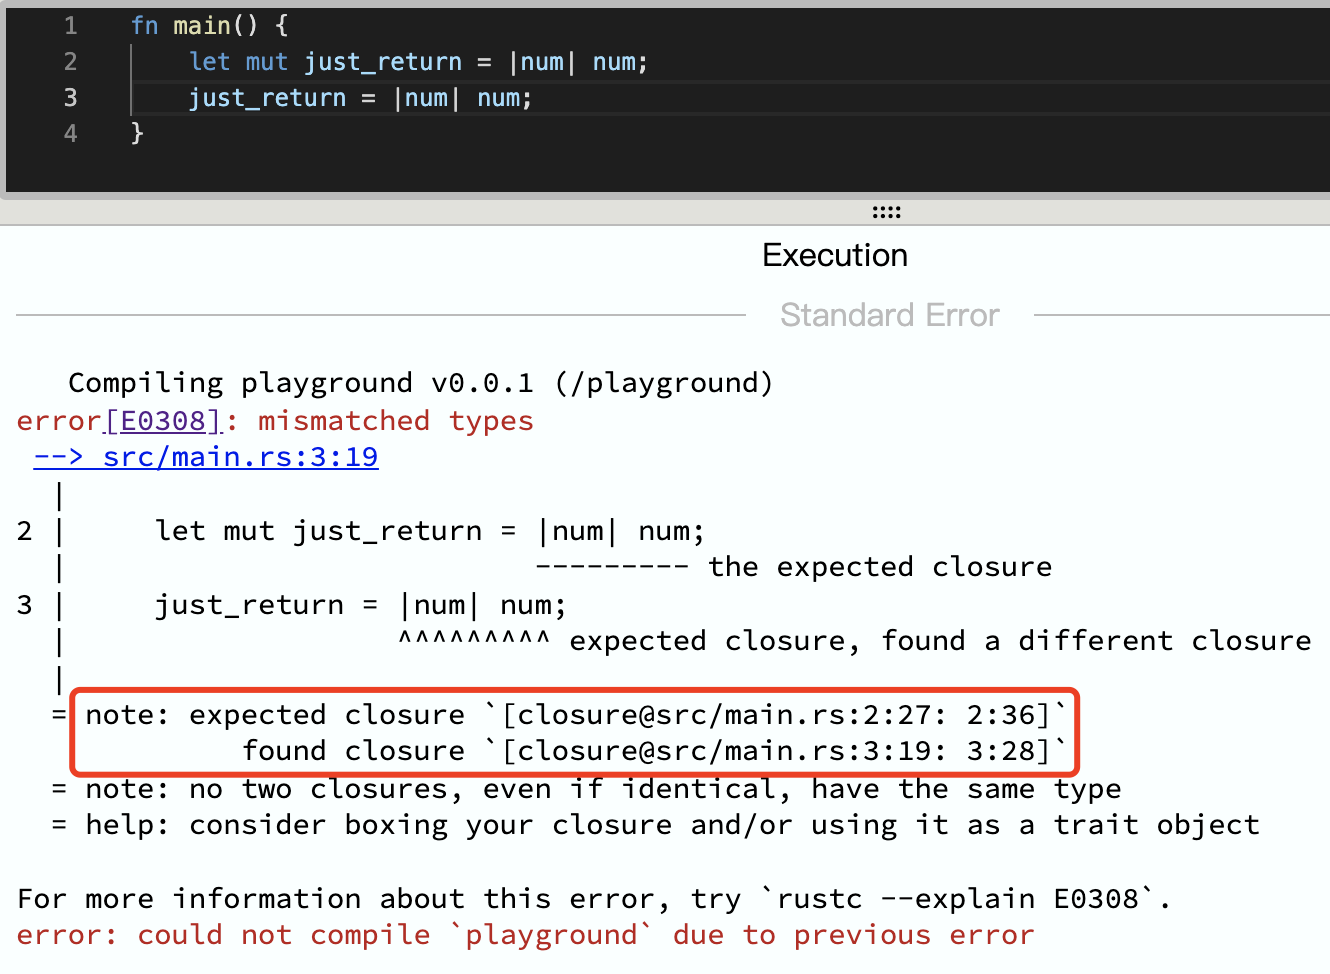 1 fn main() {
2 let mut just_return = |num| num;
3 just_return = |num| num;
4 }
Execution
Standard Error
Compiling playground v0.0.1 (/playground)
error[E0308]: mismatched types
--> src/main.rs:3:19
|
2 | let mut just_return = |num| num;
| --------- the expected closure
3 | just_return = |num| num;
| ^^^^^^^^^ expected closure, found a different closure
|
= note: expected closure `[closure@src/main.rs:2:27: 2:36]`
found closure `[closure@src/main.rs:3:19: 3:28]`
= note: no two closures, even if identical, have the same type
= help: consider boxing your closure and/or using it as a trait object
For more information about this error, try `rustc --explain E0308`.
error: could not compile `playground` due to previous error